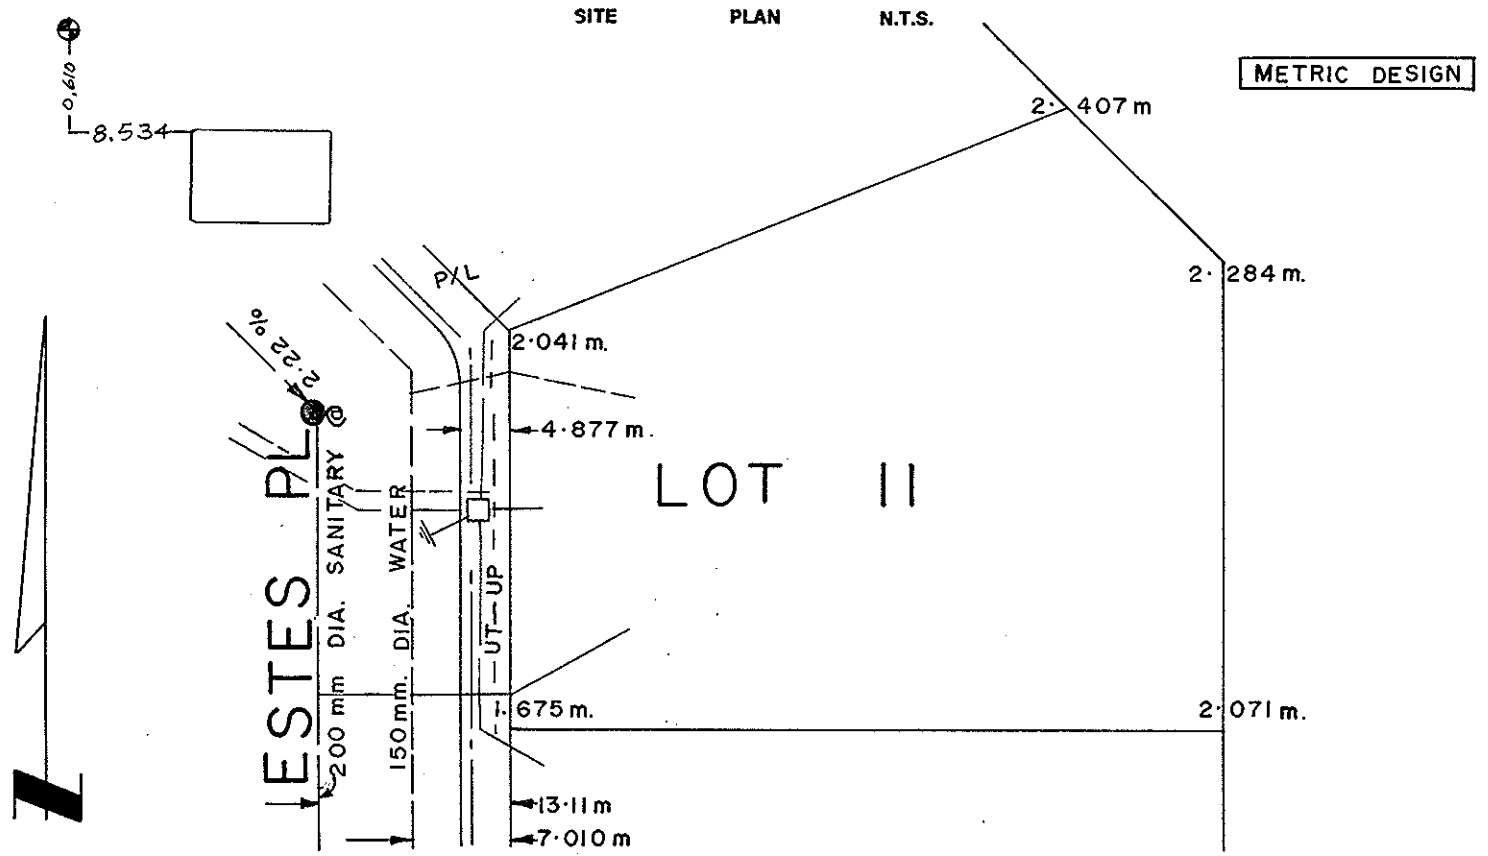 SITE PLAN N.T.S.
METRIC DESIGN
0.610
8.534
2. 407 m
2. 284 m.
P/L
2.22 %
2.041 m.
@
4.877 m.
LOT 11
ESTES PL
200 mm DIA. SANITARY
150 mm. DIA. WATER
UT-UP
1. 675 m.
2.071 m.
13.11 m
7.010 m
N